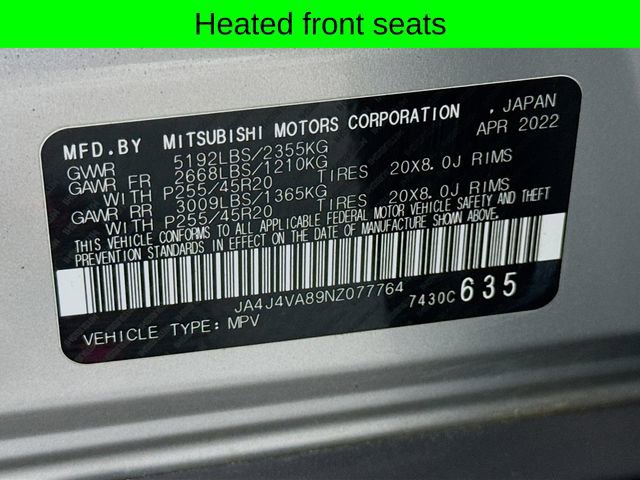 Heated front seats
MFD.BY MITSUBISHI MOTORS CORPORATION , JAPAN
GVWR 5192LBS/2355KG APR 2022
GAWR FR 2668LBS/1210KG
WITH P255/45R20 TIRES 20X8.0J RIMS
GAWR RR 3009LBS/1365KG
WITH P255/45R20 TIRES 20X8.0J RIMS
THIS VEHICLE CONFORMS TO ALL APPLICABLE FEDERAL MOTOR VEHICLE SAFETY AND THEFT
PREVENTION STANDARDS IN EFFECT ON THE DATE OF MANUFACTURE SHOWN ABOVE.
JA4J4VA89NZ077764
7430C635
VEHICLE TYPE: MPV